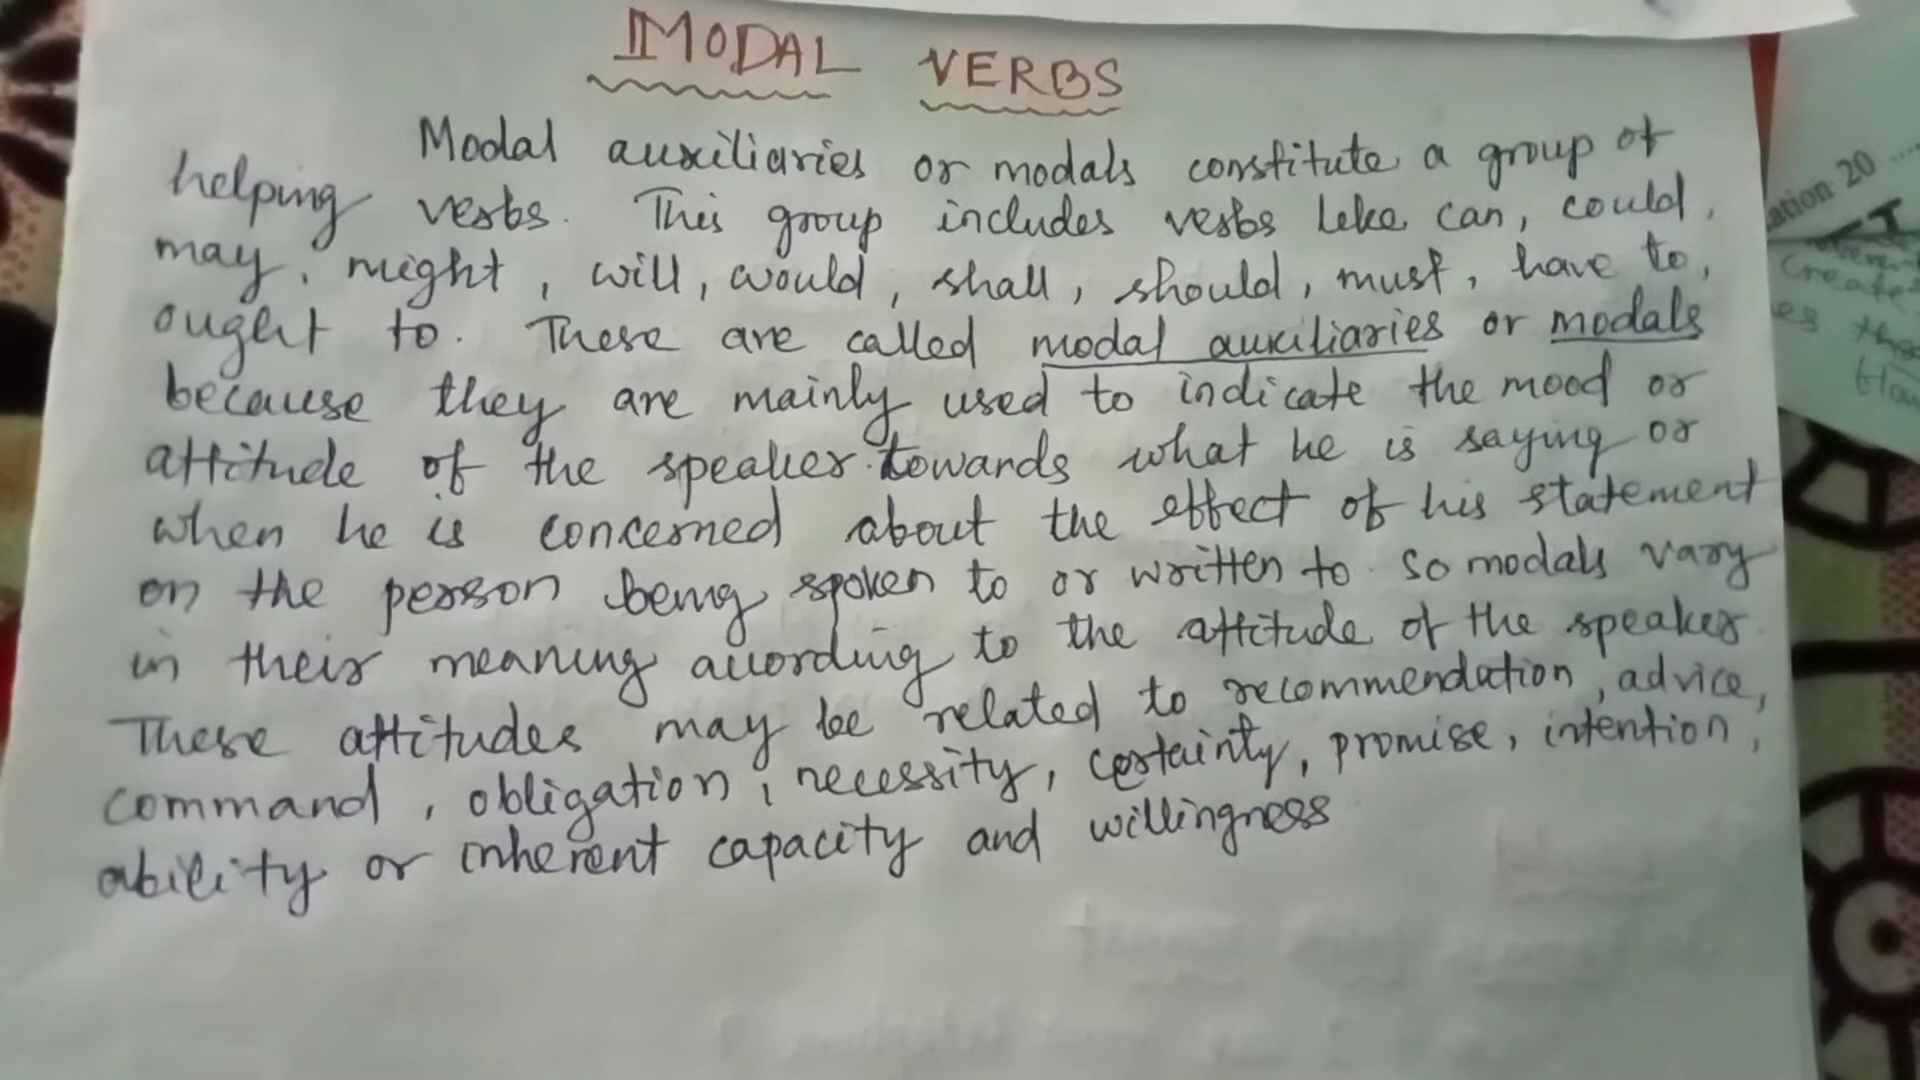 MODAL VERBS
Modal auxiliaries or modals constitute a group of
helping verbs. This group includes verbs like can, could,
may, might, will, would, shall, should, must, have to,
ought to. These are called modal auxiliaries or modals
because they are mainly used to indicate the mood or
attitude of the speaker towards what he is saying or
when he is concerned about the effect of his statement
on the person being spoken to or written to. So modals vary
in their meaning according to the attitude of the speaker.
These attitudes may be related to recommendation, advice,
command, obligation, necessity, certainty, promise, intention,
ability or inherent capacity and willingness
ation 20 ....
create
es